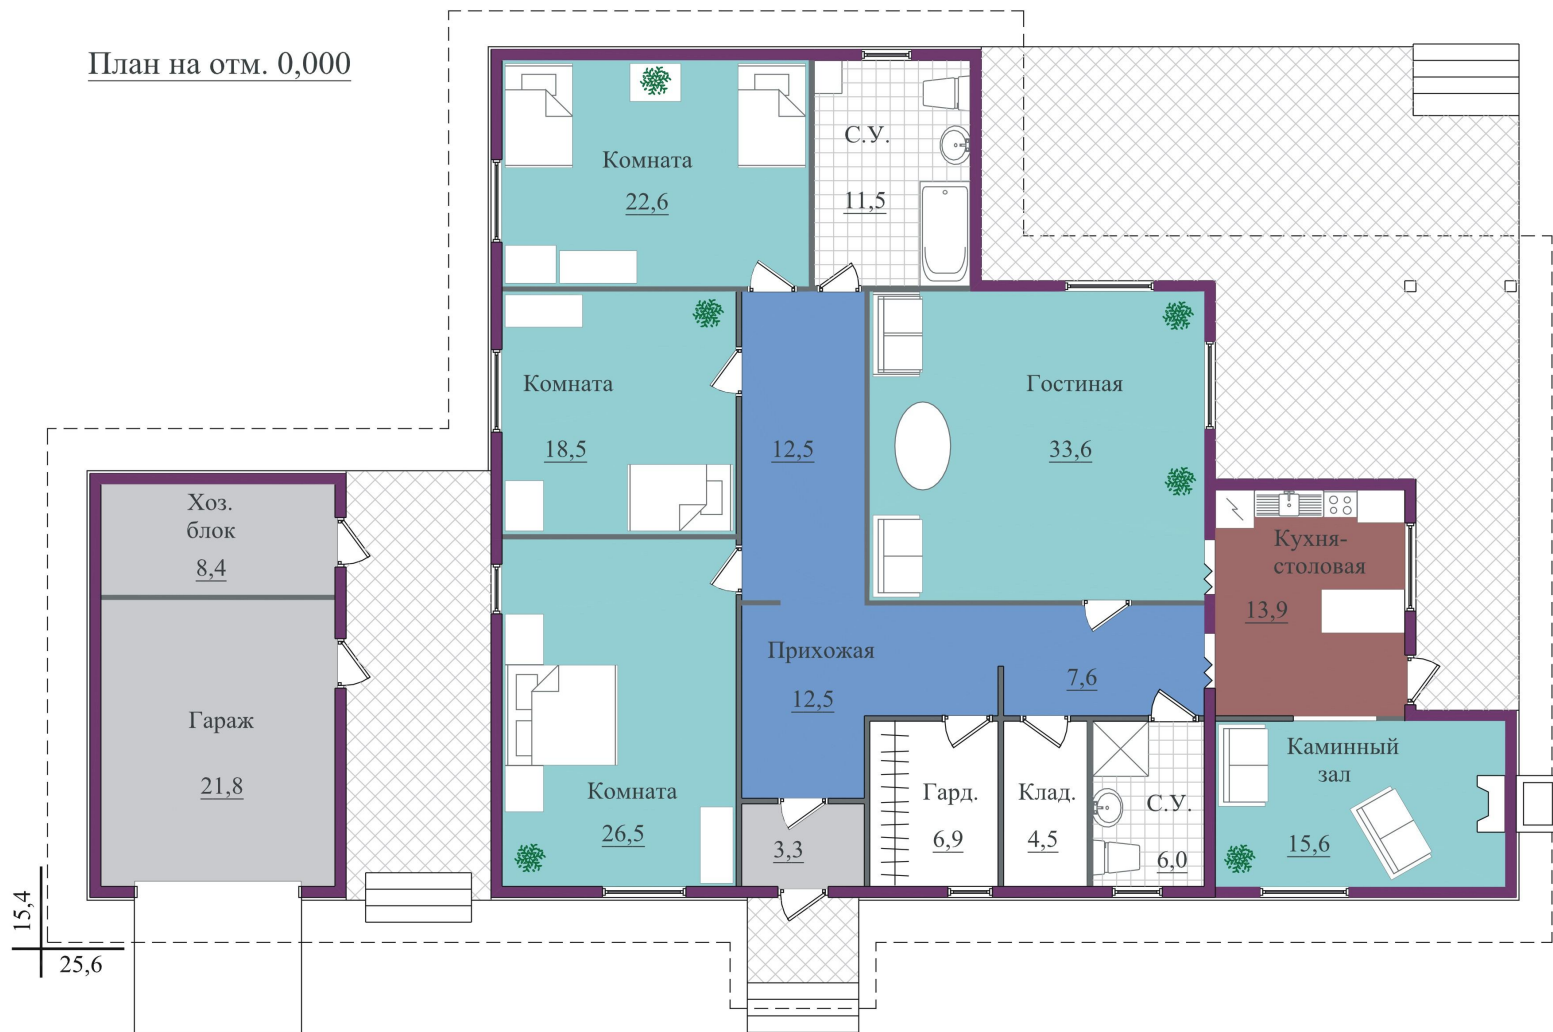 План на отм. 0,000
Комната
22,6
С.У.
11,5
Комната
18,5
12,5
Гостиная
33,6
Хоз.
блок
8,4
Кухня-
столовая
13,9
Прихожая
12,5
7,6
Гараж
21,8
Комната
26,5
3,3
Гард.
6,9
Клад.
4,5
С.У.
6,0
Каминный
зал
15,6
15,4
25,6